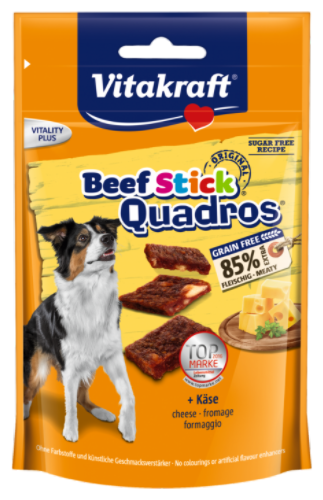 Vitakraft®
VITALITY
PLUS
SUGAR FREE
RECIPE
ORIGINAL
Beef Stick
Quadros®
GRAIN FREE
85%
EXTRA
FLEISCHIG - MEATY
TOP
MARKE
+ Käse
cheese - fromage
formaggio
Ohne Farbstoffe und künstliche Geschmacksverstärker - No colourings or artificial flavour enhancers